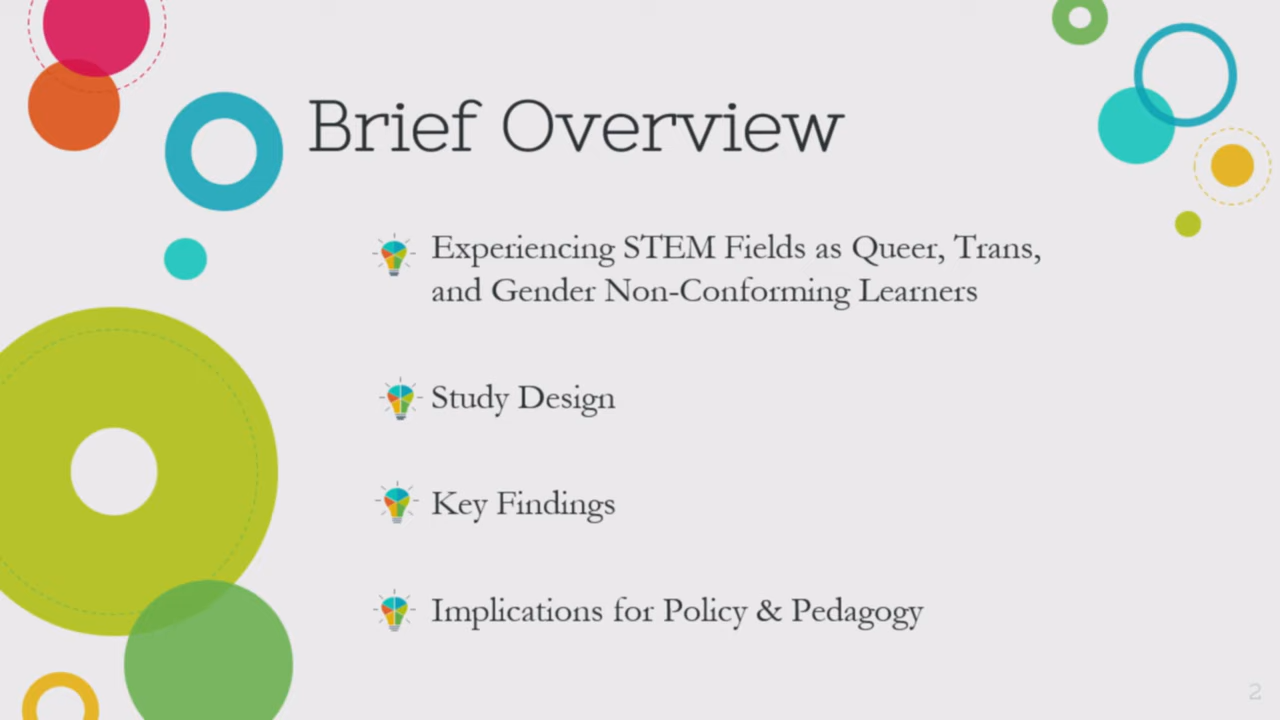 Brief Overview
Experiencing STEM Fields as Queer, Trans,
and Gender Non-Conforming Learners
Study Design
Key Findings
Implications for Policy & Pedagogy
2